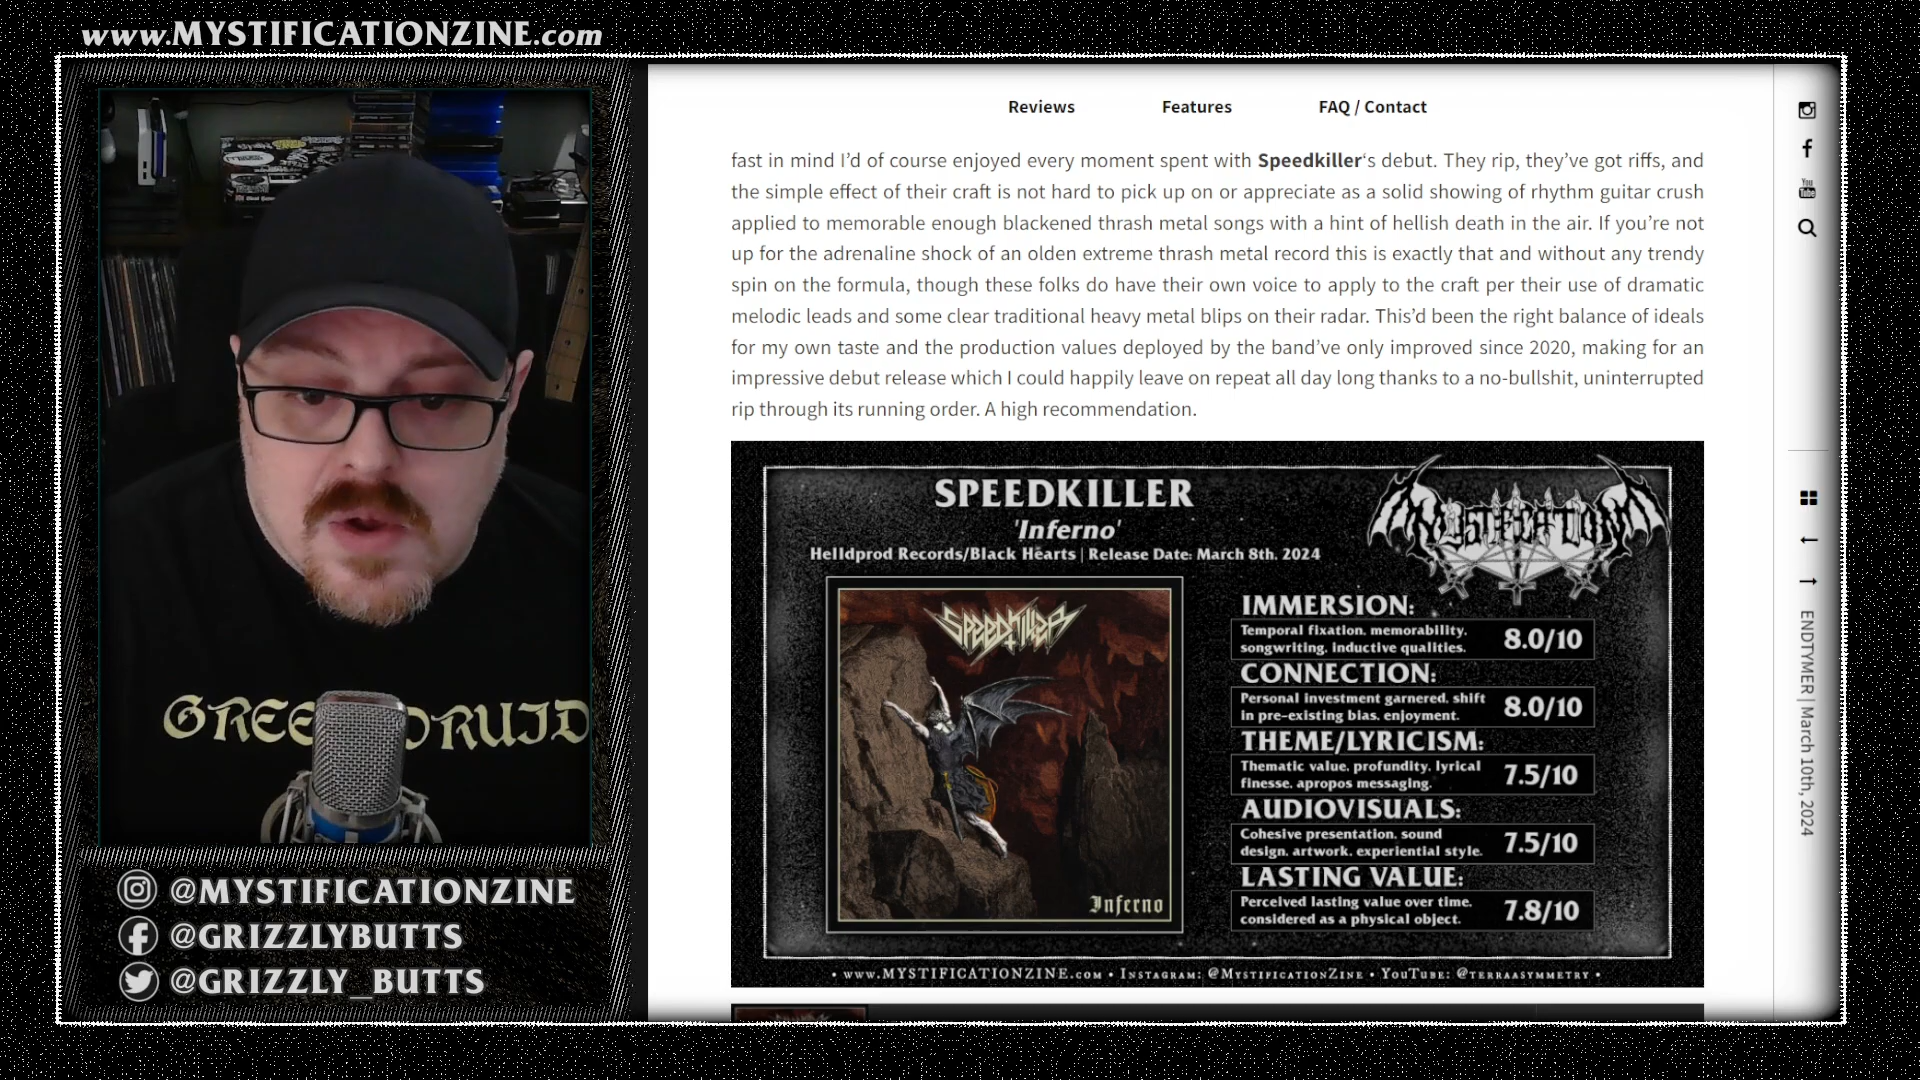 www.MYSTIFICATIONZINE.com
GREE DRUID
@MYSTIFICATIONZINE
@GRIZZLYBUTTS
@GRIZZLY_BUTTS
Reviews Features FAQ / Contact
fast in mind I’d of course enjoyed every moment spent with Speedkiller‘s debut. They rip, they’ve got riffs, and
the simple effect of their craft is not hard to pick up on or appreciate as a solid showing of rhythm guitar crush
applied to memorable enough blackened thrash metal songs with a hint of hellish death in the air. If you’re not
up for the adrenaline shock of an olden extreme thrash metal record this is exactly that and without any trendy
spin on the formula, though these folks do have their own voice to apply to the craft per their use of dramatic
melodic leads and some clear traditional heavy metal blips on their radar. This’d been the right balance of ideals
for my own taste and the production values deployed by the band’ve only improved since 2020, making for an
impressive debut release which I could happily leave on repeat all day long thanks to a no-bullshit, uninterrupted
rip through its running order. A high recommendation.
SPEEDKILLER
'Inferno'
Helldprod Records/Black Hearts | Release Date: March 8th, 2024
MYSTIFICATION
SPEEDKILLER
Inferno
IMMERSION:
Temporal fixation, memorability,
songwriting, inductive qualities.
8.0/10
CONNECTION:
Personal investment garnered, shift
in pre-existing bias, enjoyment.
8.0/10
THEME/LYRICISM:
Thematic value, profundity, lyrical
finesse, apropos messaging.
7.5/10
AUDIOVISUALS:
Cohesive presentation, sound
design, artwork, experiential style.
7.5/10
LASTING VALUE:
Perceived lasting value over time,
considered as a physical object.
7.8/10
• www.MYSTIFICATIONZINE.com • Instagram: @MystificationZine • YouTube: @terraasymmetry •
You
Tube
ENDTYMER | March 10th, 2024